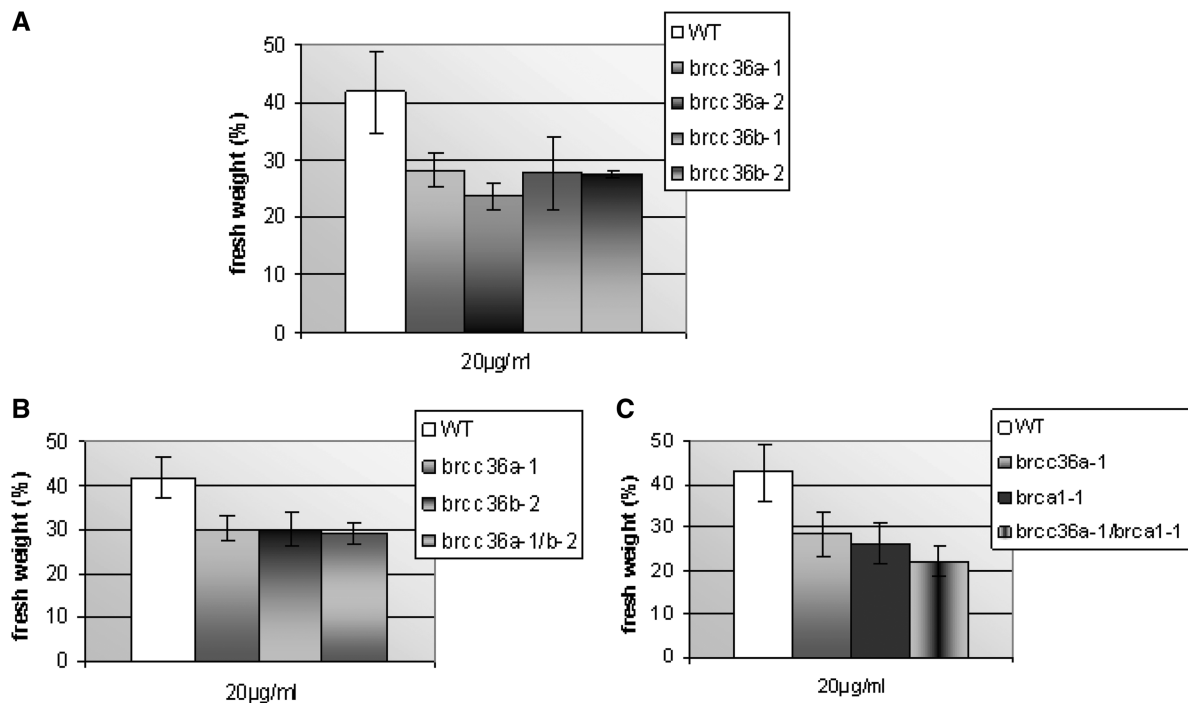 A
WT
brcc36a-1
brcc36a-2
brcc36b-1
brcc36b-2
50
40
30
20
10
0
fresh weight (%)
20µg/ml
B
WT
brcc36a-1
brcc36b-2
brcc36a-1/b-2
50
40
30
20
10
0
fresh weight (%)
20µg/ml
C
WT
brcc36a-1
brca1-1
brcc36a-1/brca1-1
50
40
30
20
10
0
fresh weight (%)
20µg/ml